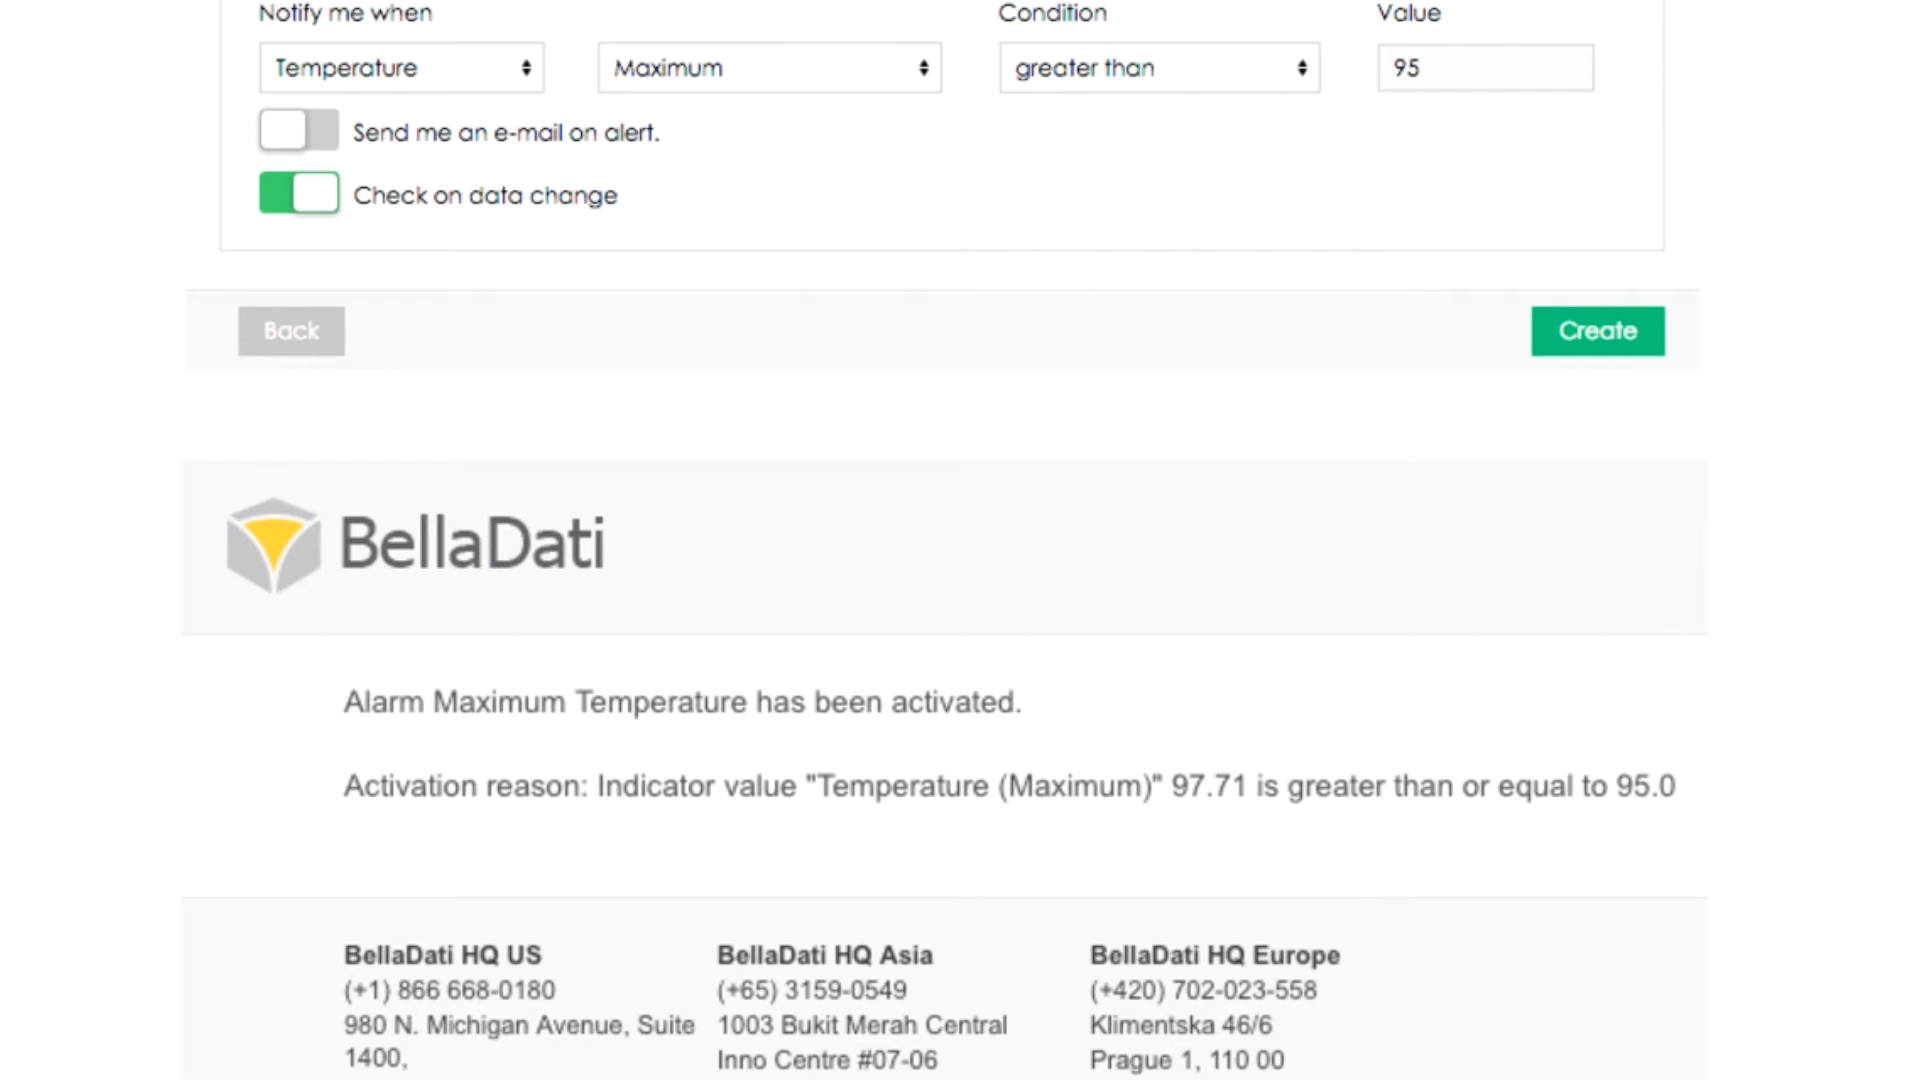 Notify me when Condition Value
Temperature Maximum greater than 95
Send me an e-mail on alert.
Check on data change
Back Create
BellaDati
Alarm Maximum Temperature has been activated.
Activation reason: Indicator value "Temperature (Maximum)" 97.71 is greater than or equal to 95.0
BellaDati HQ US BellaDati HQ Asia BellaDati HQ Europe
(+1) 866 668-0180 (+65) 3159-0549 (+420) 702-023-558
980 N. Michigan Avenue, Suite 1003 Bukit Merah Central Klimentska 46/6
1400, Inno Centre #07-06 Prague 1, 110 00